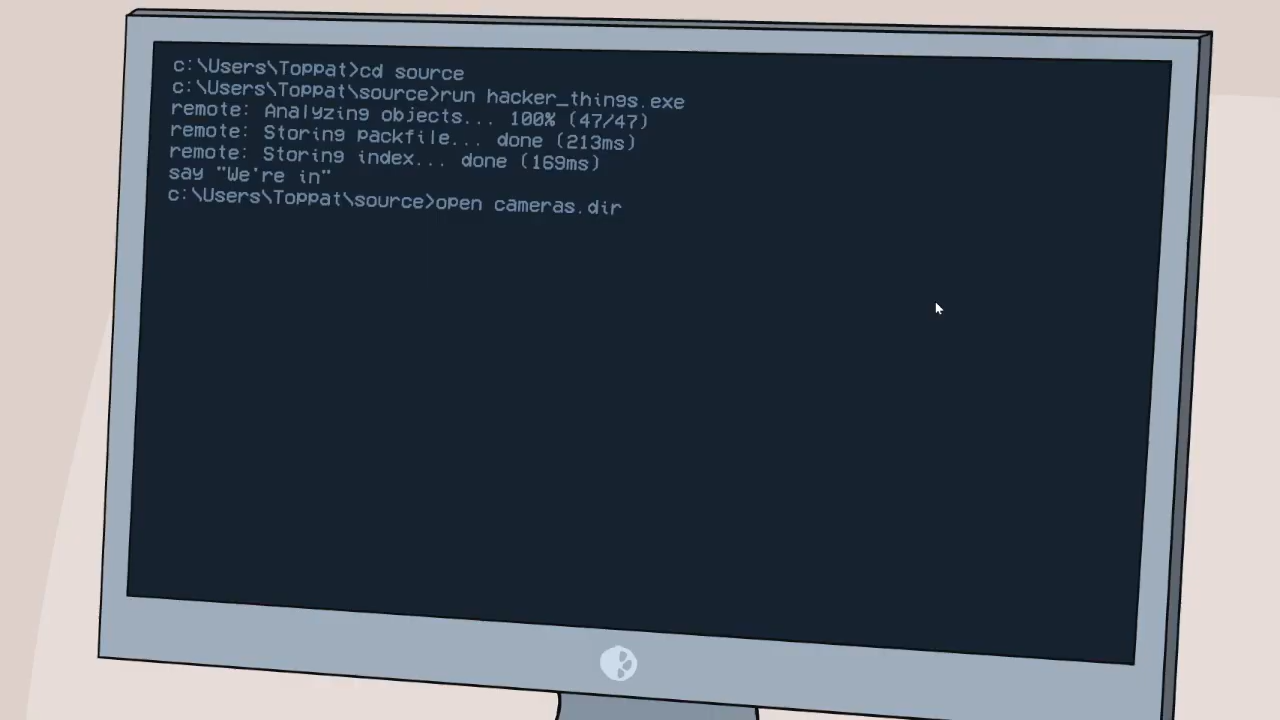 c:\Users\Toppat>cd source
c:\Users\Toppat\source>run hacker_things.exe
remote: Analyzing objects... 100% (47/47)
remote: Storing packfile... done (213ms)
remote: Storing index... done (169ms)
say "We're in"
c:\Users\Toppat\source>open cameras.dir